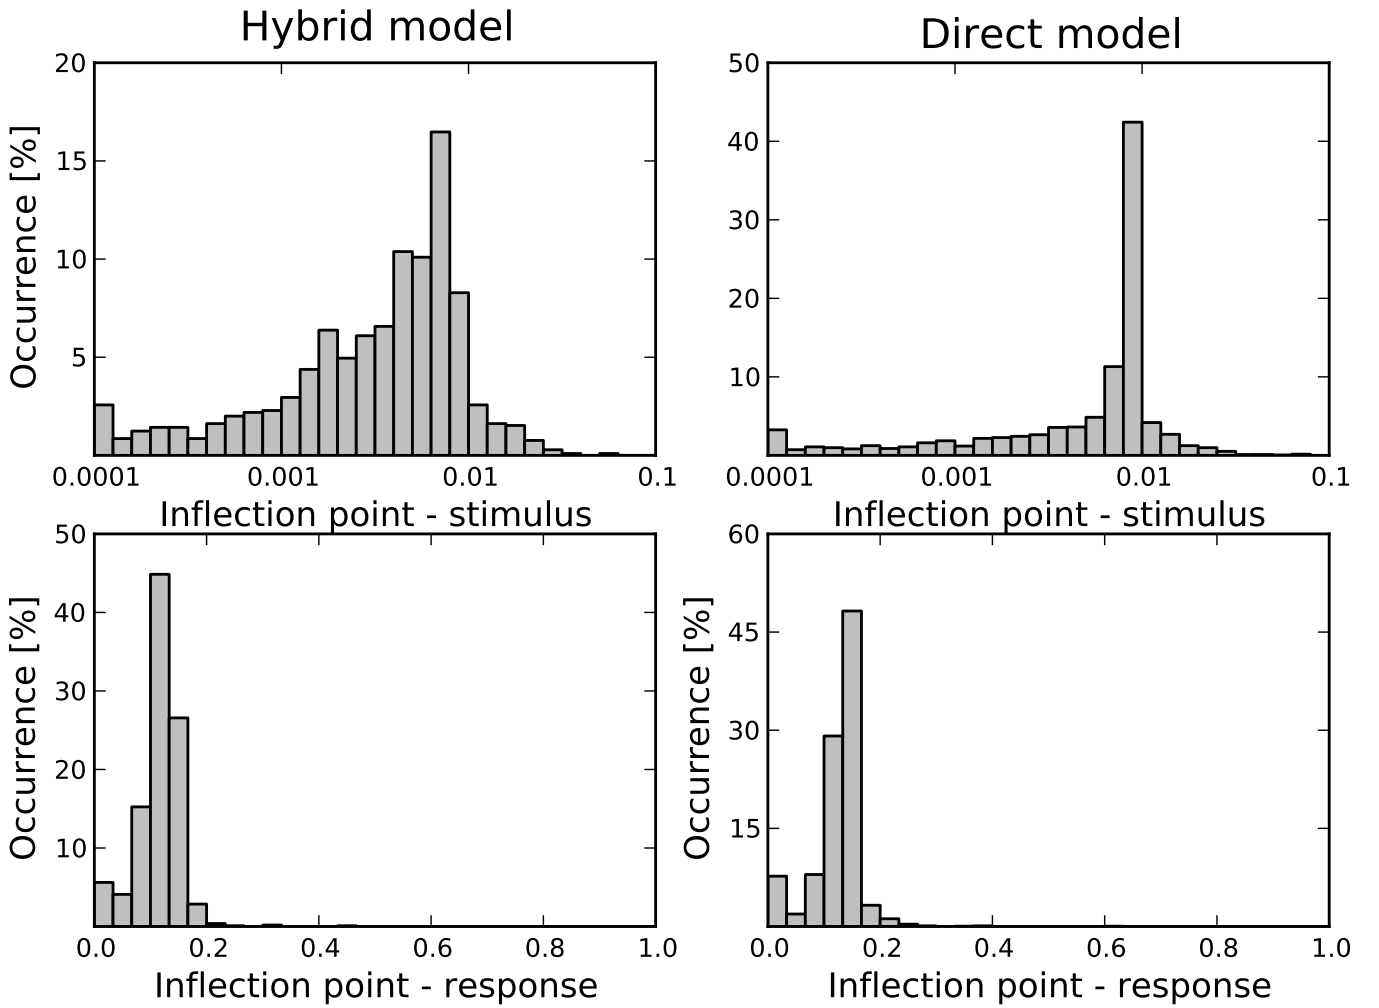 Hybrid model
Direct model
20
15
10
5
Occurrence [%]
0.0001 0.001 0.01 0.1
Inflection point - stimulus
50
40
30
20
10
0.0001 0.001 0.01 0.1
Inflection point - stimulus
50
40
30
20
10
Occurrence [%]
0.0 0.2 0.4 0.6 0.8 1.0
Inflection point - response
60
45
30
15
Occurrence [%]
0.0 0.2 0.4 0.6 0.8 1.0
Inflection point - response